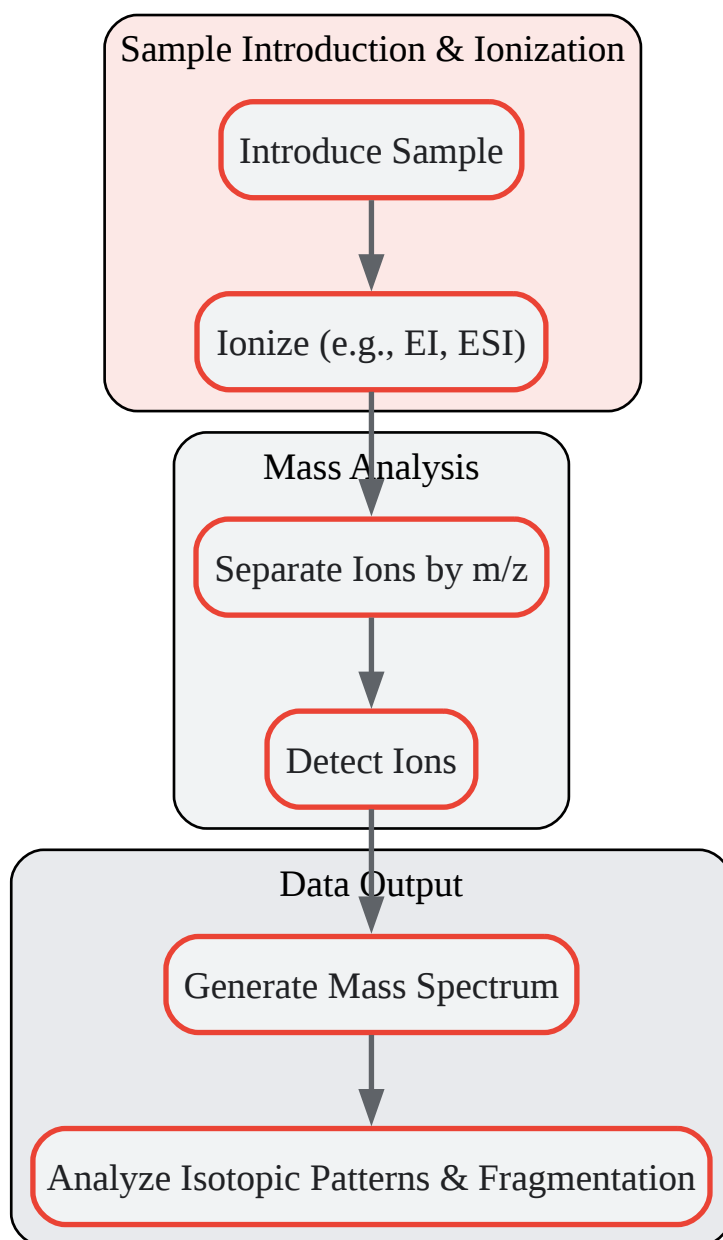 Sample Introduction & Ionization
Introduce Sample
Ionize (e.g., EI, ESI)
Mass Analysis
Separate Ions by m/z
Detect Ions
Data Output
Generate Mass Spectrum
Analyze Isotopic Patterns & Fragmentation